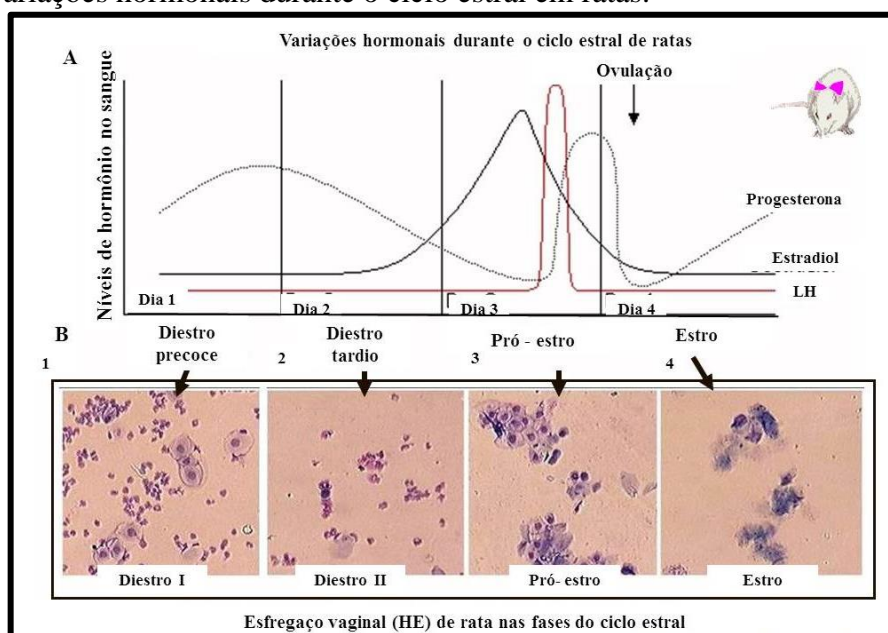 variações hormonais durante o ciclo estral em ratas.
Variações hormonais durante o ciclo estral de ratas
A
Ovulação
Níveis de hormônio no sangue
Progesterona
Estradiol
LH
Dia 1
Dia 2
Dia 3
Dia 4
B
Diestro
precoce
Diestro
tardio
Pró - estro
Estro
1
2
3
4
Diestro I
Diestro II
Pró- estro
Estro
Esfregaço vaginal (HE) de rata nas fases do ciclo estral